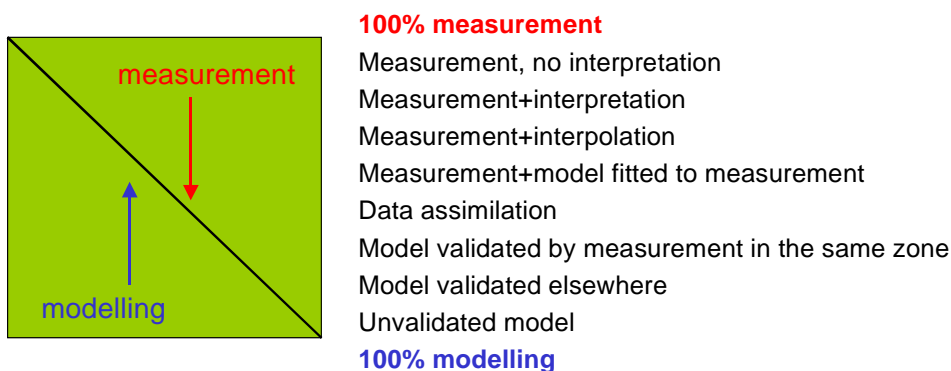 100% measurement
measurement
Measurement, no interpretation
Measurement+interpretation
Measurement+interpolation
Measurement+model fitted to measurement
Data assimilation
Model validated by measurement in the same zone
Model validated elsewhere
modelling
Unvalidated model
100% modelling